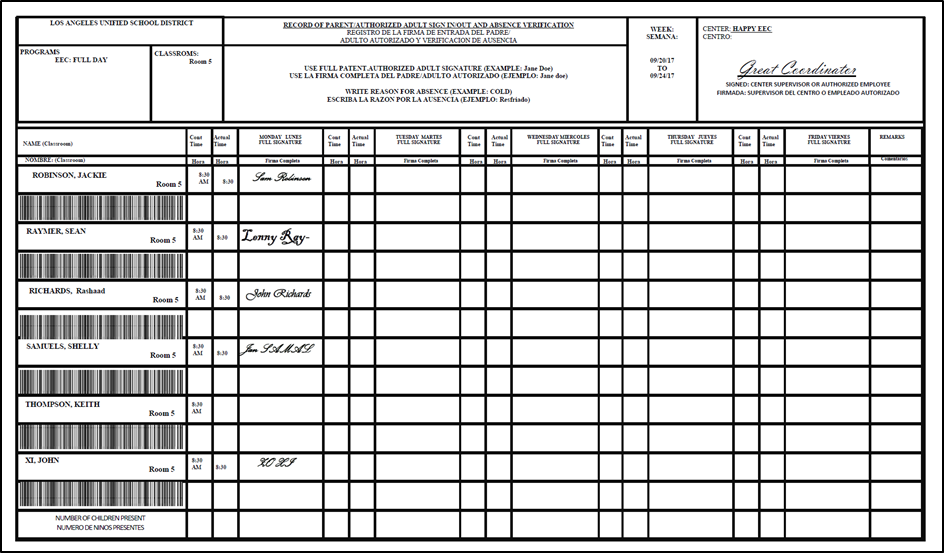 LOS ANGELES UNIFIED SCHOOL DISTRICT
RECORD OF PARENT/AUTHORIZED ADULT SIGN IN/OUT AND ABSENCE VERIFICATION
REGISTRO DE LA FIRMA DE ENTRADA DEL PADRE/
ADULTO AUTORIZADO Y VERIFICACION DE AUSENCIA
WEEK:
SEMANA:
CENTER: HAPPY EEC
CENTRO:
PROGRAMS
EEC: FULL DAY
CLASSROMS:
Room 5
USE FULL PATENT.AUTHORIZED ADULT SIGNATURE (EXAMPLE: Jane Doe)
USE LA FIRMA COMPLETA DEL PADRE/ADULTO AUTORIZADO (EJEMPLO: Jane doe)
WRITE REASON FOR ABSENCE (EXAMPLE: COLD)
ESCRIBA LA RAZON POR LA AUSENCIA (EJEMPLO: Resfriado)
09/20/17
TO
09/24/17
Great Coordinator
SIGNED: CENTER SUPERVISOR OR AUTHORIZED EMPLOYEE
FIRMADA: SUPERVISOR DEL CENTRO O EMPLEADO AUTORIZADO
NAME (Classroom)
Cont Time
Actual Time
MONDAY LUNES FULL SIGNATURE
Cont Time
Actual Time
TUESDAY MARTES FULL SIGNATURE
Cont Time
Actual Time
WEDNESDAY MIERCOLES FULL SIGNATURE
Cont Time
Actual Time
THURSDAY JUEVES FULL SIGNATURE
Cont Time
Actual Time
FRIDAY VIERNES FULL SIGNATURE
REMARKS
NOMBRE: (Classroom)
Hora
Hora
Firma Completa
Hora
Hora
Firma Completa
Hora
Hora
Firma Completa
Hora
Hora
Firma Completa
Hora
Hora
Firma Completa
Comentarios
ROBINSON, JACKIE
Room 5
8:30 AM
8:30
Sam Robinson
RAYMER, SEAN
Room 5
8:30 AM
8:30
Lonny Ray-
RICHARDS, Rashaad
Room 5
8:30 AM
8:30
John Richards
SAMUELS, SHELLY
Room 5
8:30 AM
8:30
Jan SAMAL
THOMPSON, KEITH
Room 5
8:30 AM
XI, JOHN
Room 5
8:30 AM
8:30
XO XI
NUMBER OF CHILDREN PRESENT
NUMERO DE NINOS PRESENTES